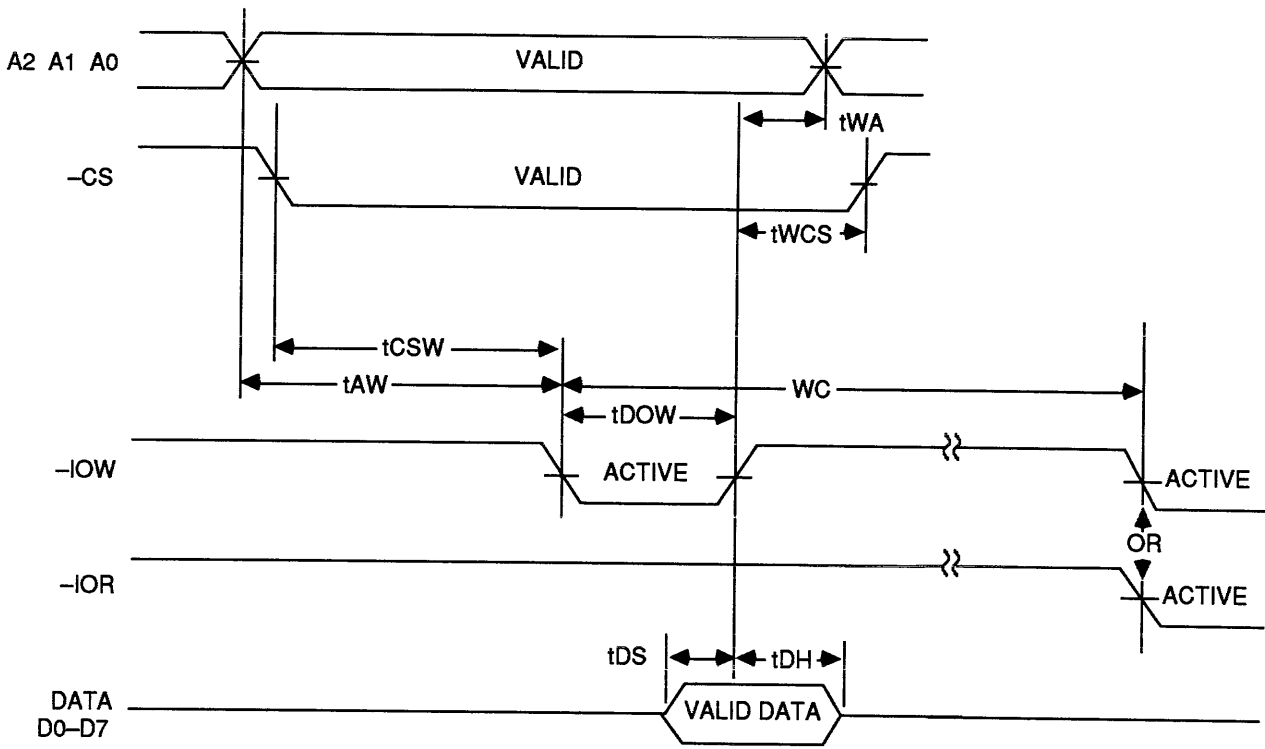 A2 A1 A0
VALID
tWA
–CS
VALID
tWCS
tCSW
tAW
WC
tDOW
–IOW
ACTIVE
ACTIVE
OR
–IOR
ACTIVE
tDS
tDH
DATA
D0–D7
VALID DATA